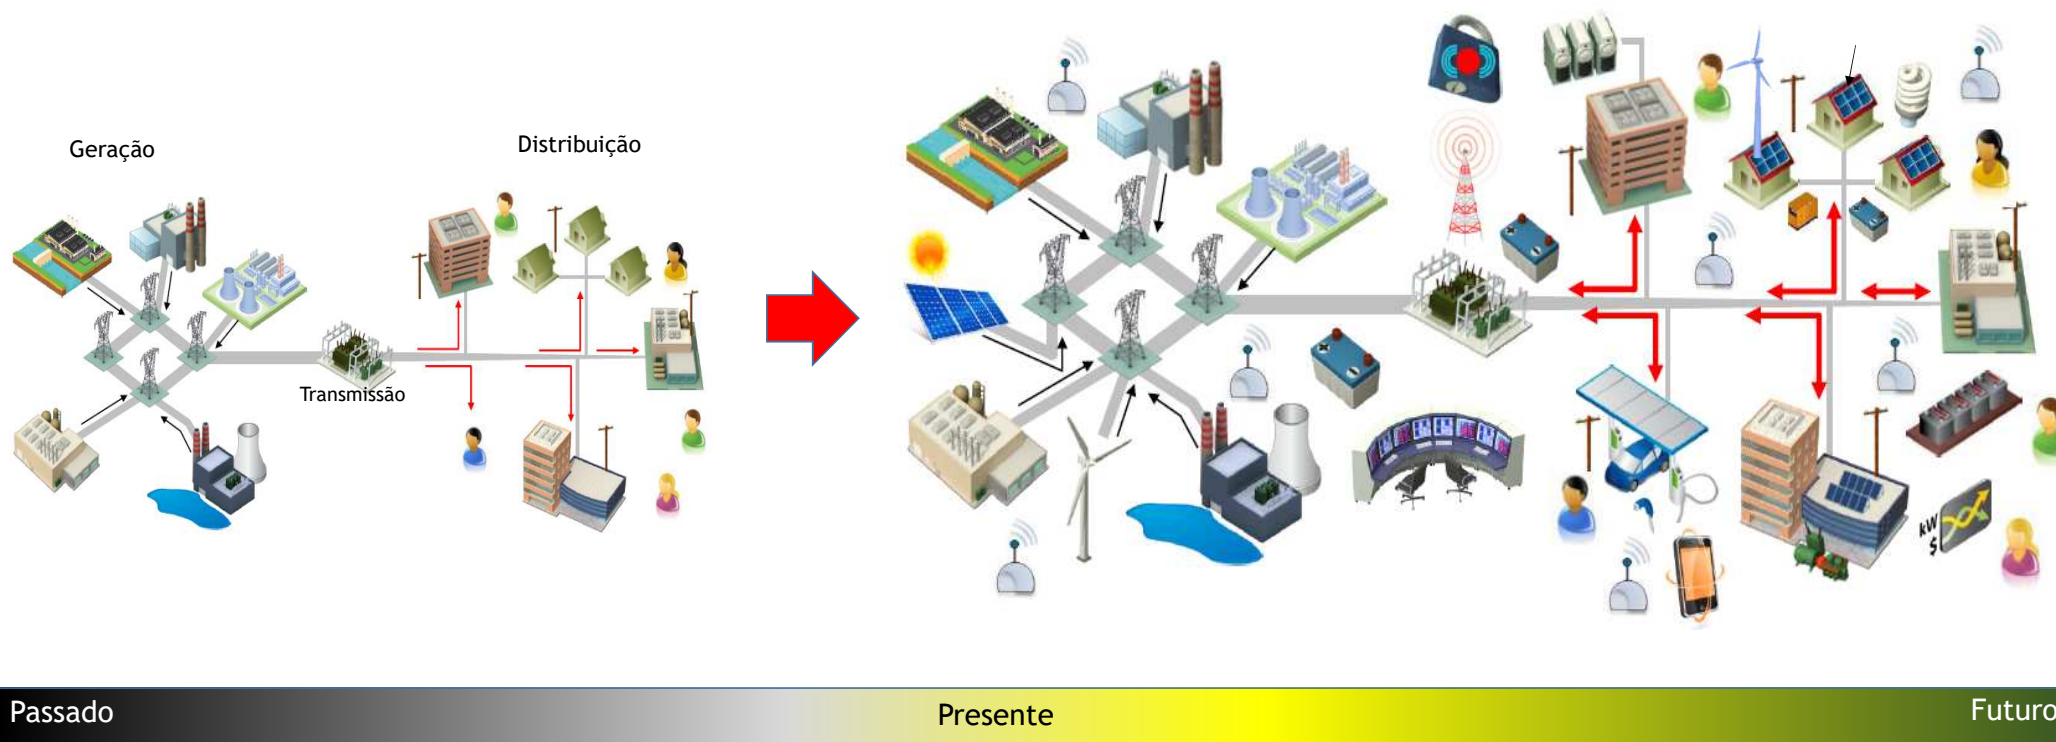 Geração
Distribuição
Transmissão
kW
$
Passado
Presente
Futuro